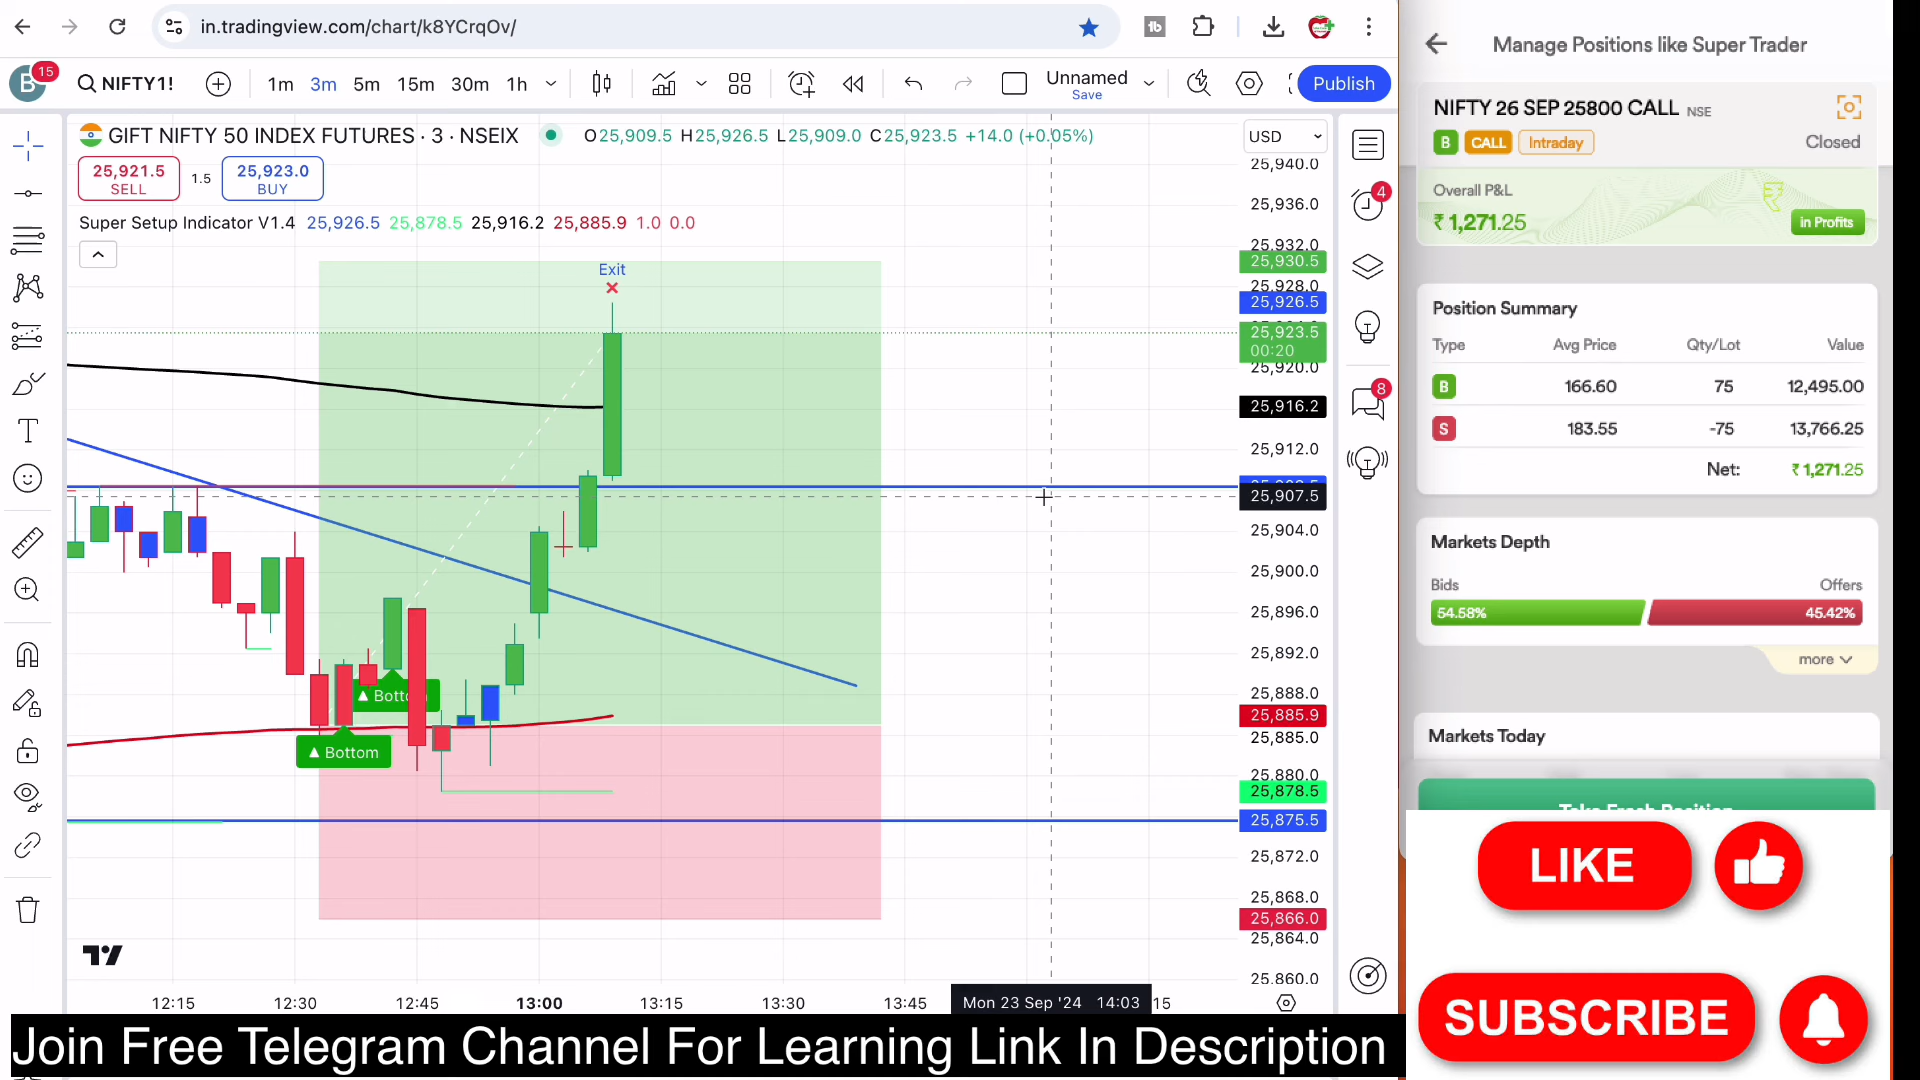 in.tradingview.com/chart/k8YCrqOv/
B 15 NIFTY1! 1m 3m 5m 15m 30m 1h Unnamed Save Publish
GIFT NIFTY 50 INDEX FUTURES · 3 · NSEIX O25,909.5 H25,926.5 L25,909.0 C25,923.5 +14.0 (+0.05%) USD
25,921.5 SELL 1.5 25,923.0 BUY
Super Setup Indicator V1.4 25,926.5 25,878.5 25,916.2 25,885.9 1.0 0.0
Exit
Bottom
Bottom
25,940.0
25,936.0
25,932.0
25,930.5
25,928.0
25,926.5
25,923.5
00:20
25,920.0
25,916.2
25,912.0
25,907.5
25,904.0
25,900.0
25,896.0
25,892.0
25,888.0
25,885.9
25,885.0
25,880.0
25,878.5
25,875.5
25,872.0
25,868.0
25,866.0
25,864.0
25,860.0
4
8
12:15 12:30 12:45 13:00 13:15 13:30 13:45 Mon 23 Sep '24 14:03 15
Manage Positions like Super Trader
NIFTY 26 SEP 25800 CALL NSE
B CALL Intraday Closed
Overall P&L
₹ 1,271.25 in Profits
Position Summary
Type Avg Price Qty/Lot Value
B 166.60 75 12,495.00
S 183.55 -75 13,766.25
Net: ₹ 1,271.25
Markets Depth
Bids Offers
54.58% 45.42%
more
Markets Today
Take Fresh Position
LIKE
SUBSCRIBE
Join Free Telegram Channel For Learning Link In Description